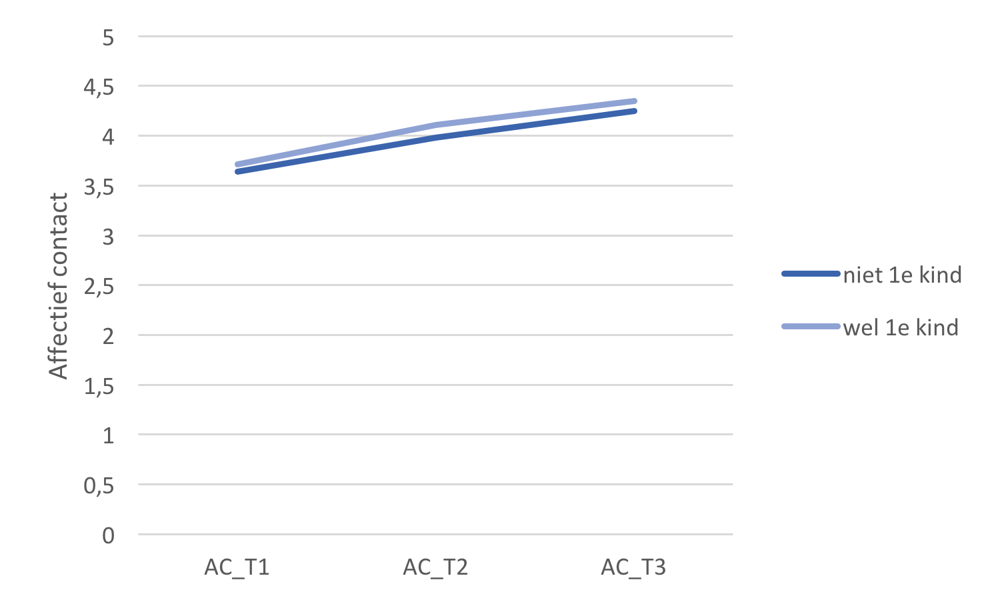 5
4,5
4
3,5
3
2,5
2
1,5
1
0,5
0
Affectief contact
AC_T1 AC_T2 AC_T3
niet 1e kind
wel 1e kind